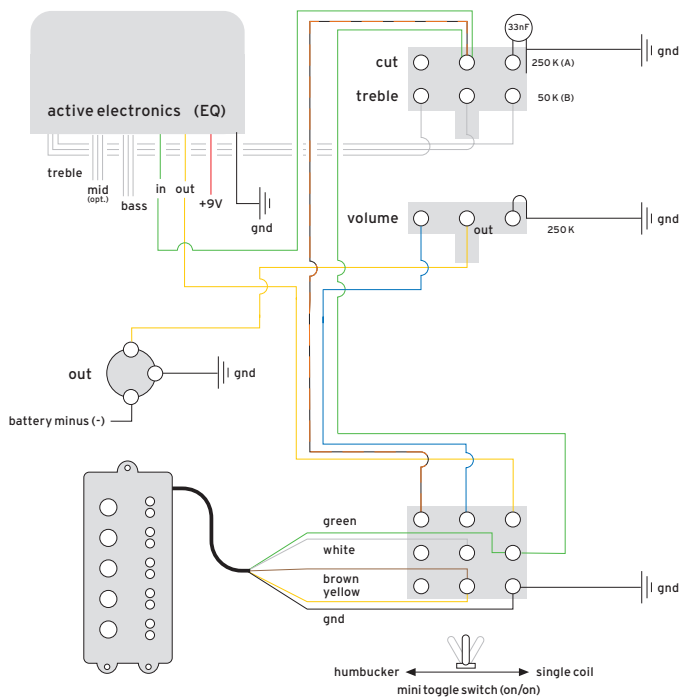 33nF
gnd
cut
250 K (A)
treble
50K (B)
active electronics (EQ)
treble
mid
(opt.)
bass
in
out
+9V
gnd
volume
out
250 K
gnd
out
gnd
battery minus (-)
green
white
brown
yellow
gnd
gnd
humbucker
single coil
mini toggle switch (on/on)